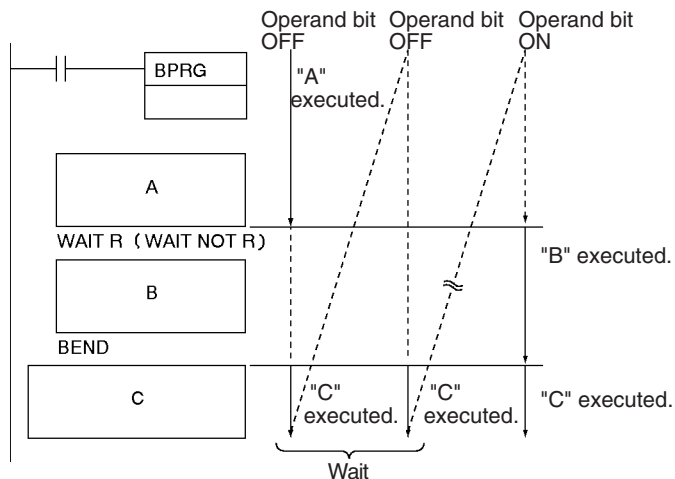 Operand bit Operand bit Operand bit
OFF OFF ON
BPRG
"A"
executed.
A
WAIT R ( WAIT NOT R )
"B" executed.
B
BEND
C
"C"
executed.
"C"
executed.
"C" executed.
Wait